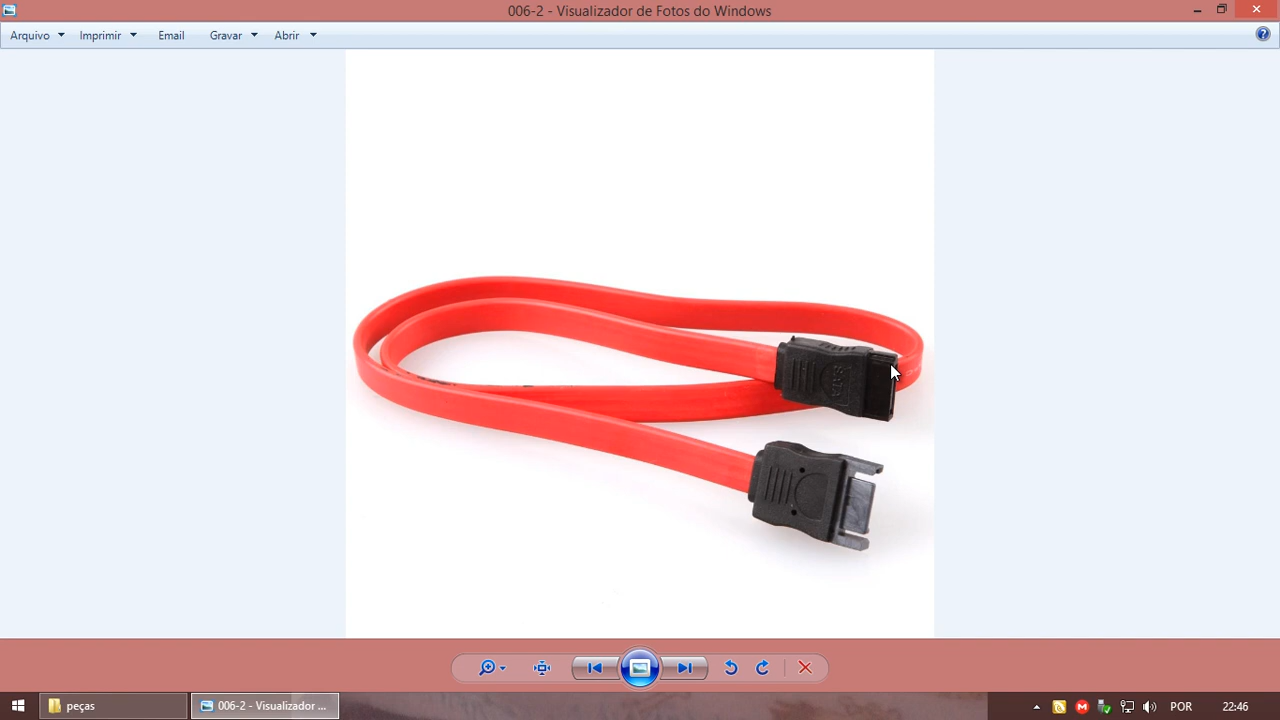 006-2 - Visualizador de Fotos do Windows
Arquivo Imprimir Email Gravar Abrir
SATA
peças 006-2 - Visualizador ... POR 22:46